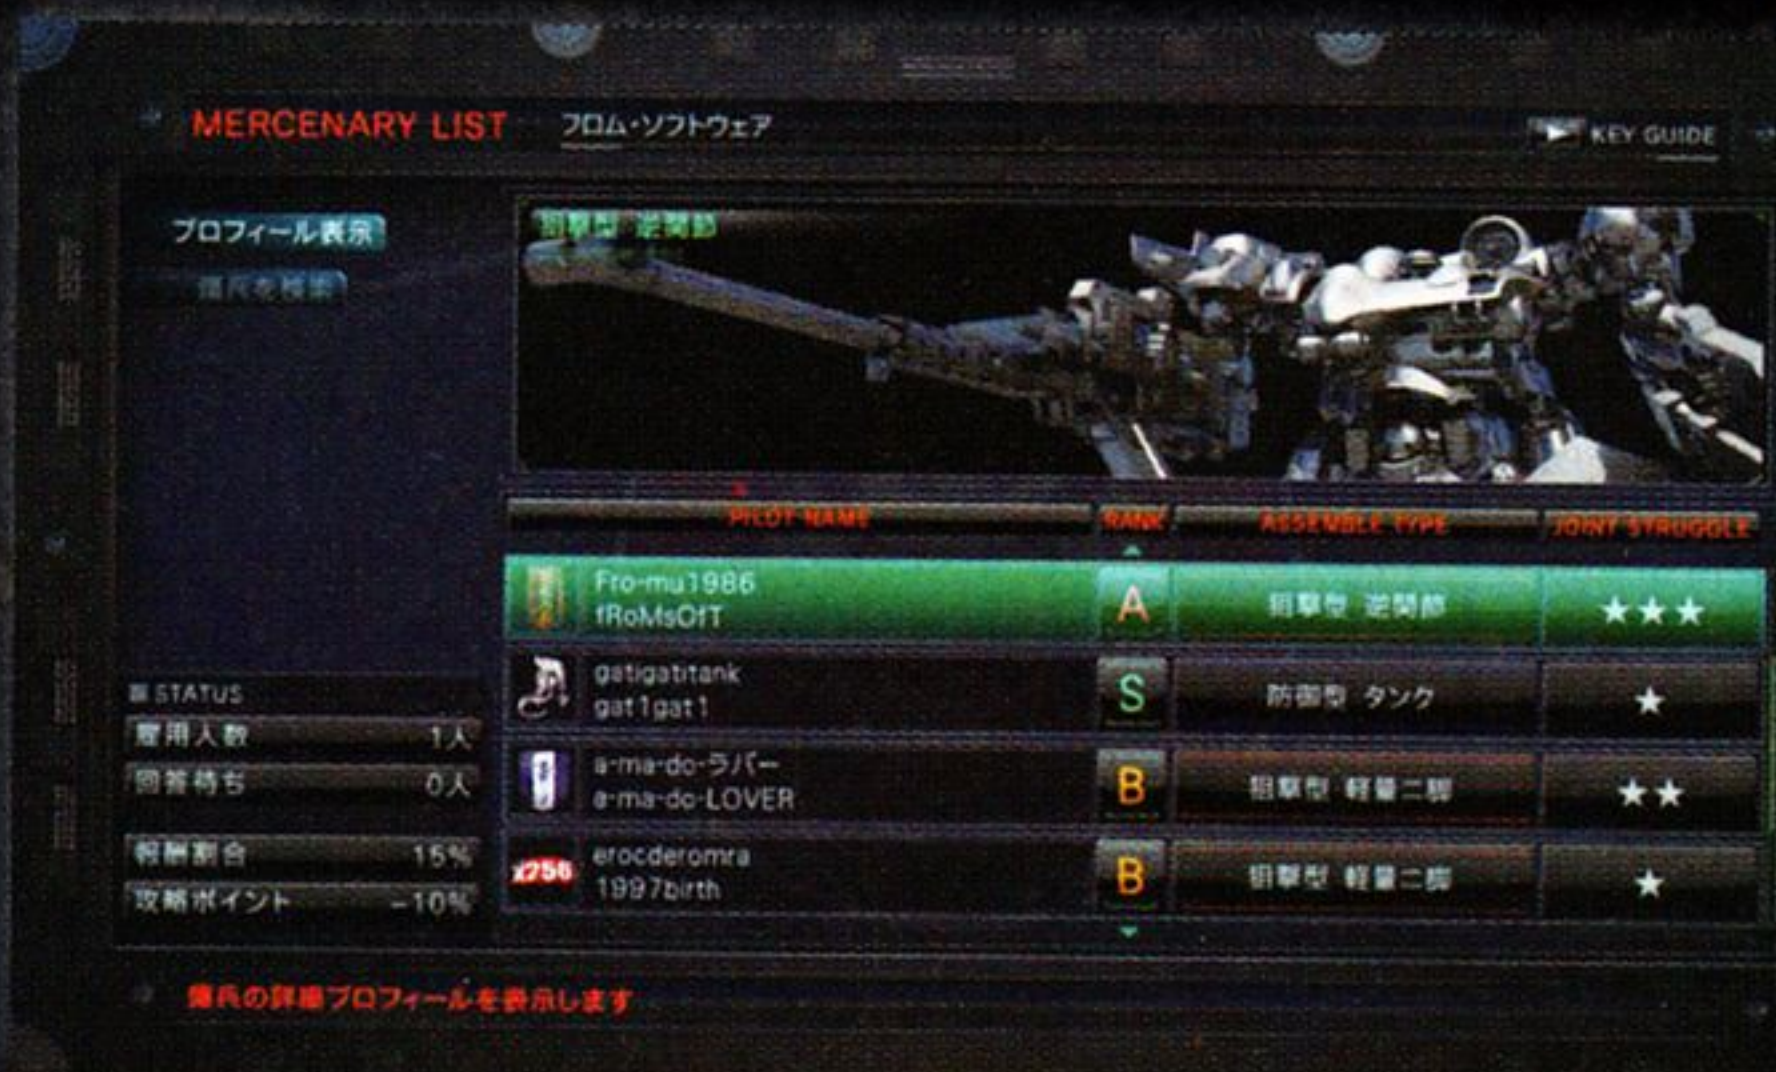 MERCENARY LIST
フロム・ソフトウェア
KEY GUIDE
プロフィール表示
傭兵を検索
狙撃型 逆関節
PILOT NAME
RANK
ASSEMBLE TYPE
JOINT STRUGGLE
Fro-mu1986
fRoMsOfT
A
狙撃型 逆関節
★★★
gatigatitank
gat1gat1
S
防御型 タンク
★
a-ma-do-ラバー
a-ma-do-LOVER
B
狙撃型 軽量二脚
★★
x256
erocderomra
1997birth
B
狙撃型 軽量二脚
★
STATUS
雇用人数 1人
回答待ち 0人
報酬割合 15%
攻略ポイント -10%
傭兵の詳細プロフィールを表示します